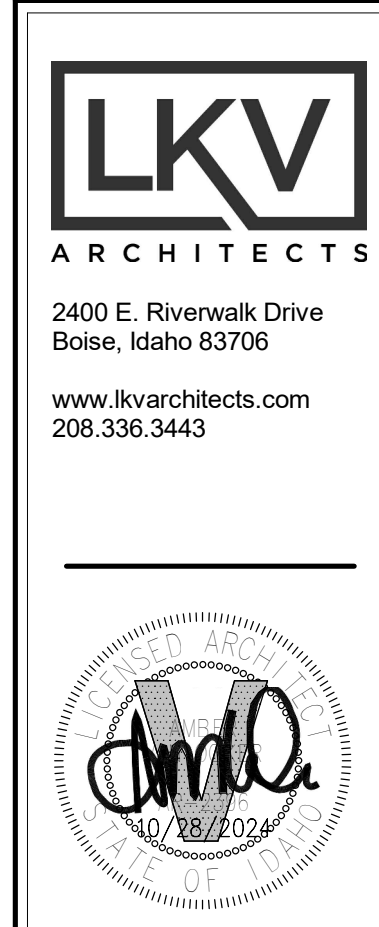 LKV
ARCHITECTS
2400 E. Riverwalk Drive
Boise, Idaho 83706
www.lkvarchitects.com
208.336.3443
LICENSED ARCHITECT
10/28/2024
STATE OF IDAHO